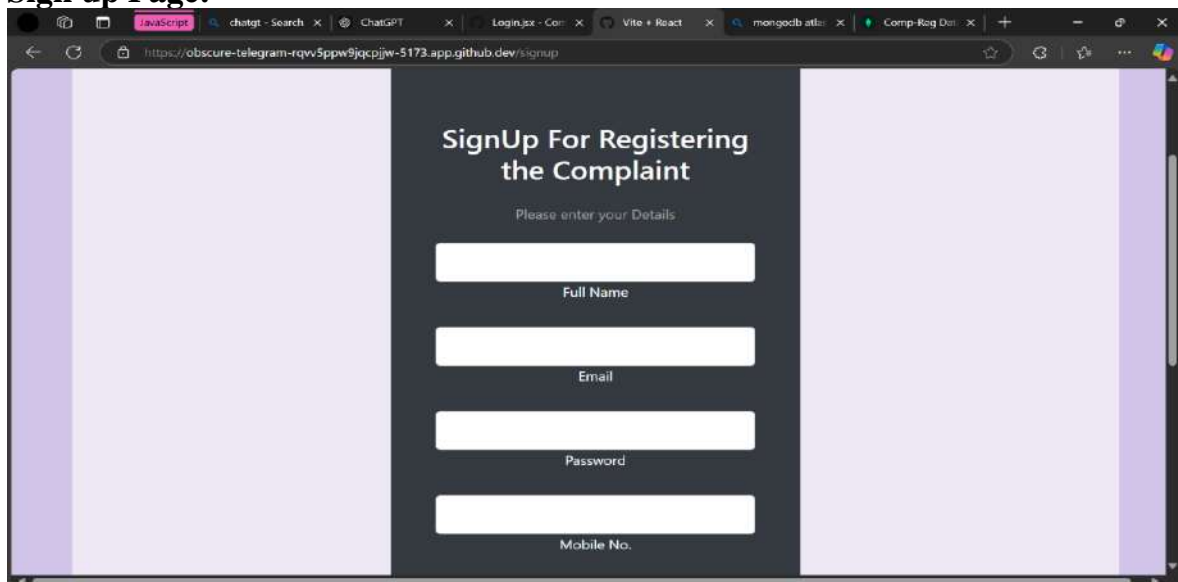 Sign up Page:
JavaScript
chatgt - Search
ChatGPT
Login.jsx - Com
Vite + React
mongodb atlas
Comp-Reg Dat
https://obscure-telegram-rqvv5ppw9jqcpjjw-5173.app.github.dev/signup
SignUp For Registering
the Complaint
Please enter your Details
Full Name
Email
Password
Mobile No.